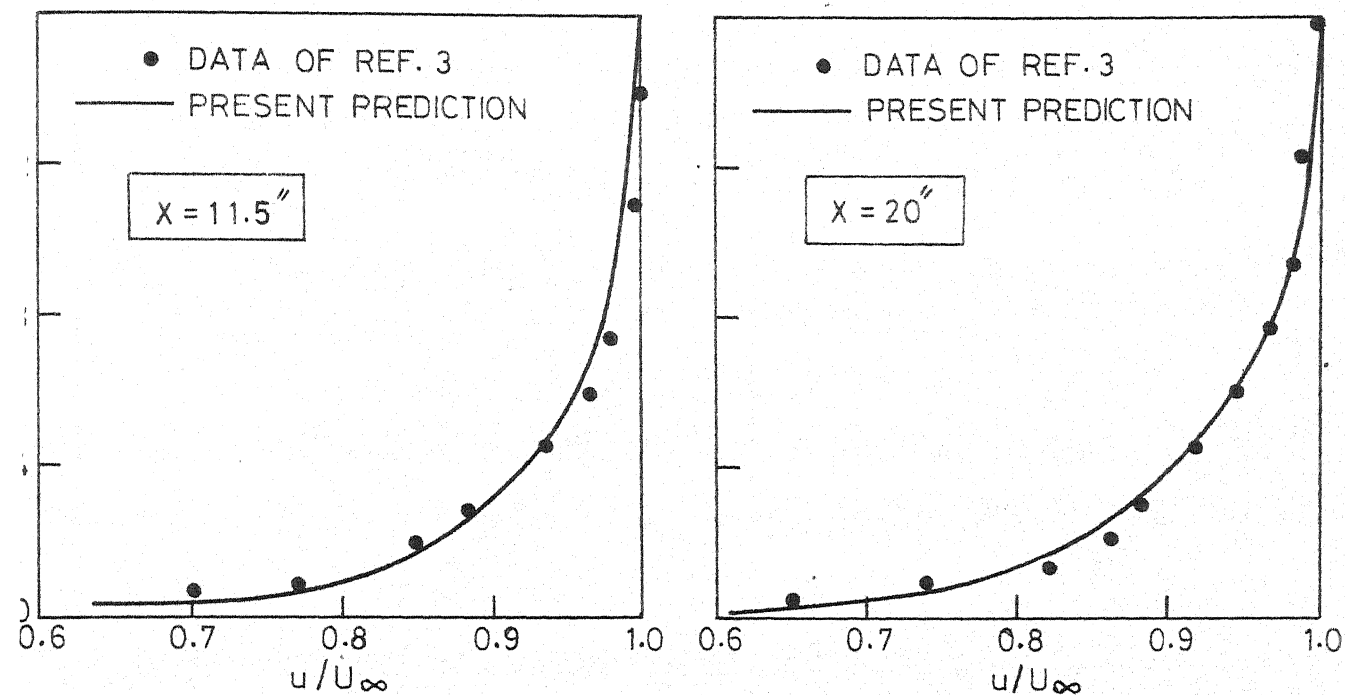 DATA OF REF. 3
PRESENT PREDICTION
X = 11.5"
0.6 0.7 0.8 0.9 1.0
u/U∞
DATA OF REF. 3
PRESENT PREDICTION
X = 20"
0.6 0.7 0.8 0.9 1.0
u/U∞